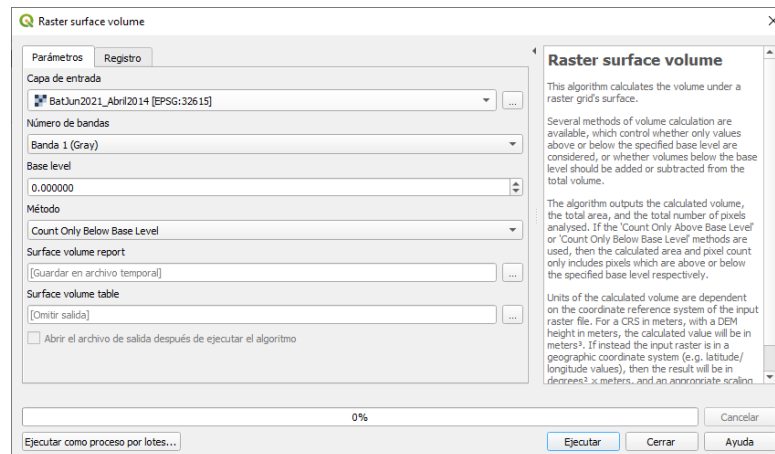 Raster surface volume
Parámetros
Registro
Capa de entrada
BatJun2021_Abril2014 [EPSG:32615]
...
Número de bandas
Banda 1 (Gray)
Base level
0.000000
Método
Count Only Below Base Level
Surface volume report
[Guardar en archivo temporal]
...
Surface volume table
[Omitir salida]
...
Abrir el archivo de salida después de ejecutar el algoritmo
Raster surface volume
This algorithm calculates the volume under a
raster grid's surface.
Several methods of volume calculation are
available, which control whether only values
above or below the specified base level are
considered, or whether volumes below the base
level should be added or subtracted from the
total volume.
The algorithm outputs the calculated volume,
the total area, and the total number of pixels
analysed. If the 'Count Only Above Base Level'
or 'Count Only Below Base Level' methods are
used, then the calculated area and pixel count
only includes pixels which are above or below
the specified base level respectively.
Units of the calculated volume are dependent
on the coordinate reference system of the input
raster file. For a CRS in meters, with a DEM
height in meters, the calculated value will be in
meters³. If instead the input raster is in a
geographic coordinate system (e.g. latitude/
longitude values), then the result will be in
degrees² × meters, and an appropriate scaling
0%
Cancelar
Ejecutar como proceso por lotes...
Ejecutar
Cerrar
Ayuda